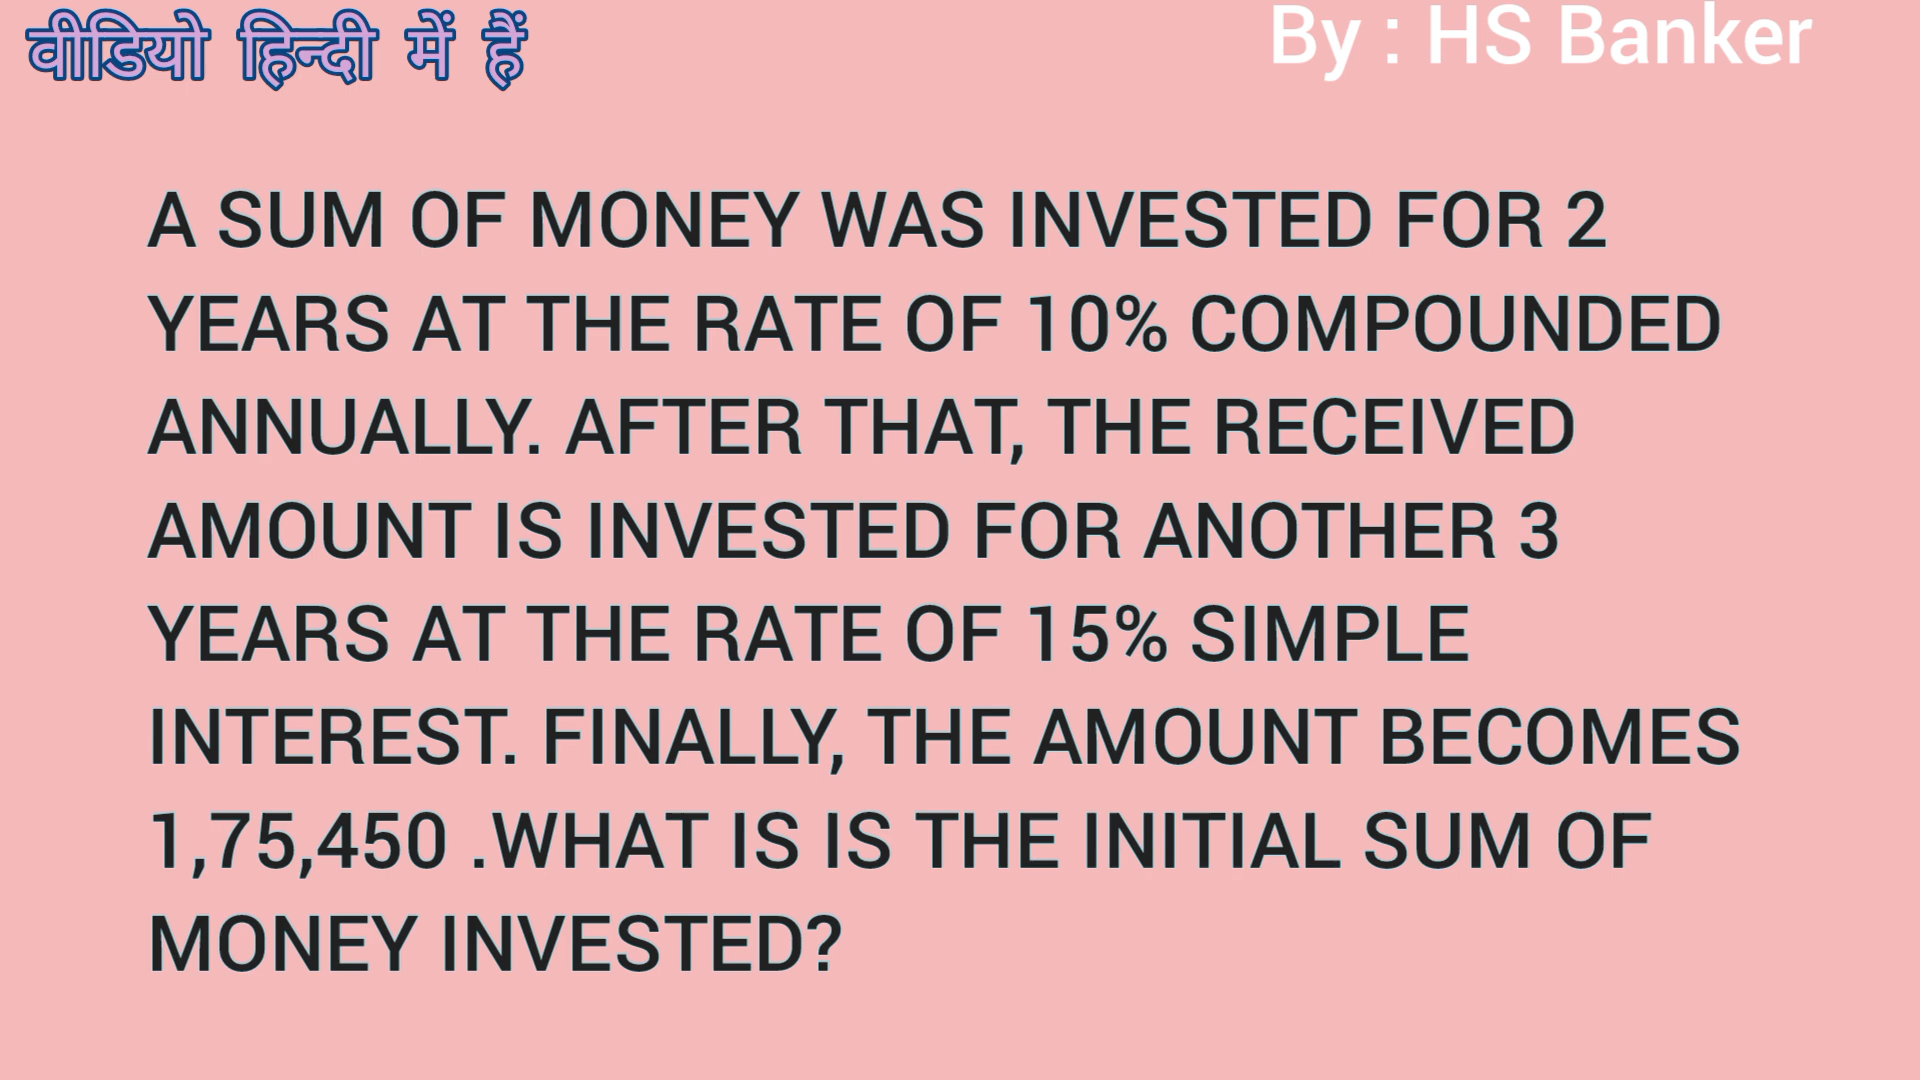 वीडियो हिन्दी में हैं
By : HS Banker
A SUM OF MONEY WAS INVESTED FOR 2
YEARS AT THE RATE OF 10% COMPOUNDED
ANNUALLY. AFTER THAT, THE RECEIVED
AMOUNT IS INVESTED FOR ANOTHER 3
YEARS AT THE RATE OF 15% SIMPLE
INTEREST. FINALLY, THE AMOUNT BECOMES
1,75,450 .WHAT IS IS THE INITIAL SUM OF
MONEY INVESTED?